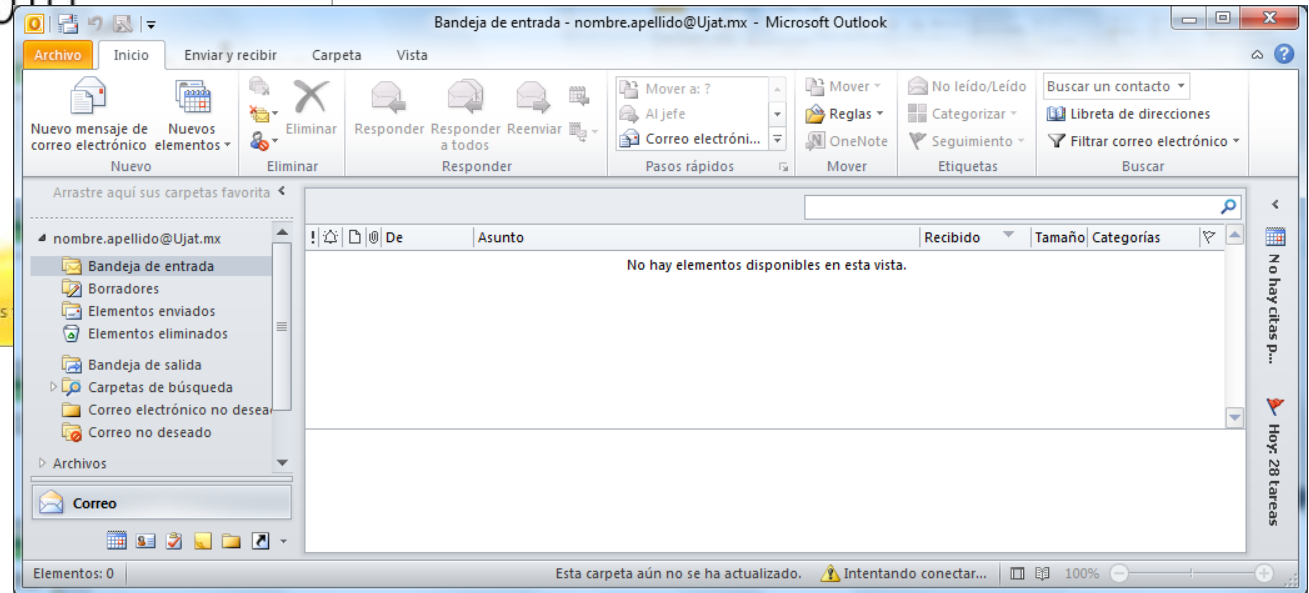 Bandeja de entrada - nombre.apellido@Ujat.mx - Microsoft Outlook
Archivo Inicio Enviar y recibir Carpeta Vista
Nuevo mensaje de correo electrónico
Nuevos elementos
Nuevo
Eliminar
Eliminar
Responder
Responder a todos
Reenviar
Responder
Mover a: ?
Al jefe
Correo electróni...
Pasos rápidos
Mover
Reglas
OneNote
Mover
No leído/Leído
Categorizar
Seguimiento
Etiquetas
Buscar un contacto
Libreta de direcciones
Filtrar correo electrónico
Buscar
Arrastre aquí sus carpetas favorita
nombre.apellido@Ujat.mx
Bandeja de entrada
Borradores
Elementos enviados
Elementos eliminados
Bandeja de salida
Carpetas de búsqueda
Correo electrónico no desea
Correo no deseado
Archivos
Correo
! De Asunto Recibido Tamaño Categorías
No hay elementos disponibles en esta vista.
No hay citas p...
Hoy: 28 tareas
Elementos: 0 Esta carpeta aún no se ha actualizado. Intentando conectar... 100%